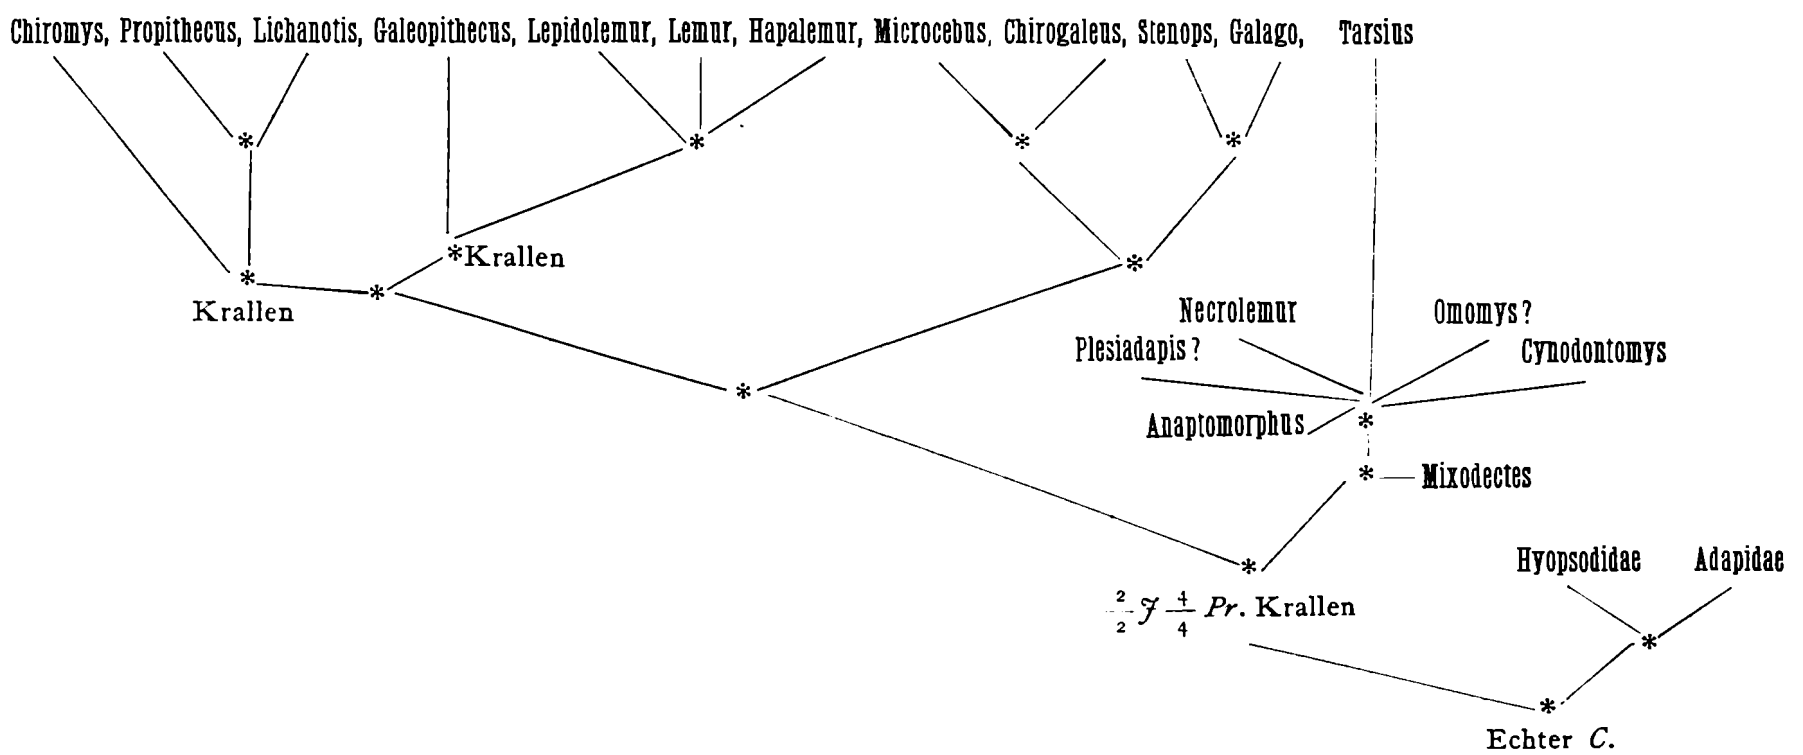 Chiromys, Propithecus, Lichanotis, Galeopithecus, Lepidolemur, Lemur, Hapalemur, Microcebus, Chirogaleus, Stenops, Galago, Tarsius
*
*
*
*
*Krallen
*
*
*
Krallen
Necrolemur
Omomys?
Plesiadapis?
Cynodontomys
*
Anaptomorphus
*
* — Mixodectes
Hyopsodidae
Adapidae
*
2/2 J 4/4 Pr. Krallen
*
*
Echter C.